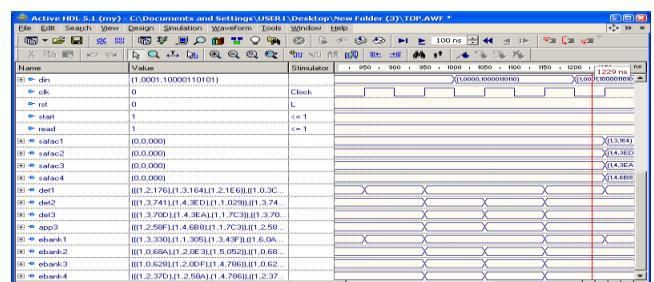 Active HDL 5.1 (my) - C:\Documents and Settings\USER1\Desktop\New Folder (3)\TOP.AWF *
File Edit Search View Design Simulation Waveform Tools Window Help
100 ns
Name Value Stimulator 850 900 950 1000 1050 1100 1150 1200 ns
1229 ns
din (1,0001,10000110101) (1,0000,10000010110)
clk 0 Clock
rst 0 L
start 1 <= 1
read 1 <= 1
safac1 (0,0,000) (1,3,164)
safac2 (0,0,000) (1,4,3ED
safac3 (0,0,000) (1,4,3EA
safac4 (0,0,000) (1,4,6B8)
det1 (((1,2,176),(1,3,164),(1,2,1E6)),((1,0,3C...
det2 (((1,3,741),(1,4,3ED),(1,1,029)),((1,3,74...
det3 (((1,3,70D),(1,4,3EA),(1,1,7C3)),((1,3,70...
app3 (((1,2,58F),(1,4,6B8),(1,1,7C3)),((1,2,58...
ebank1 (((1,3,330),(1,1,305),(1,3,43F)),((1,6,0A...
ebank2 (((1,0,68A),(1,2,0E3),(1,5,052)),((1,0,68...
ebank3 (((1,0,628),(1,2,0DF),(1,4,786)),((1,0,62...
ebank4 (((1,2,37D),(1,2,58A),(1,4,786)),((1,2,37...